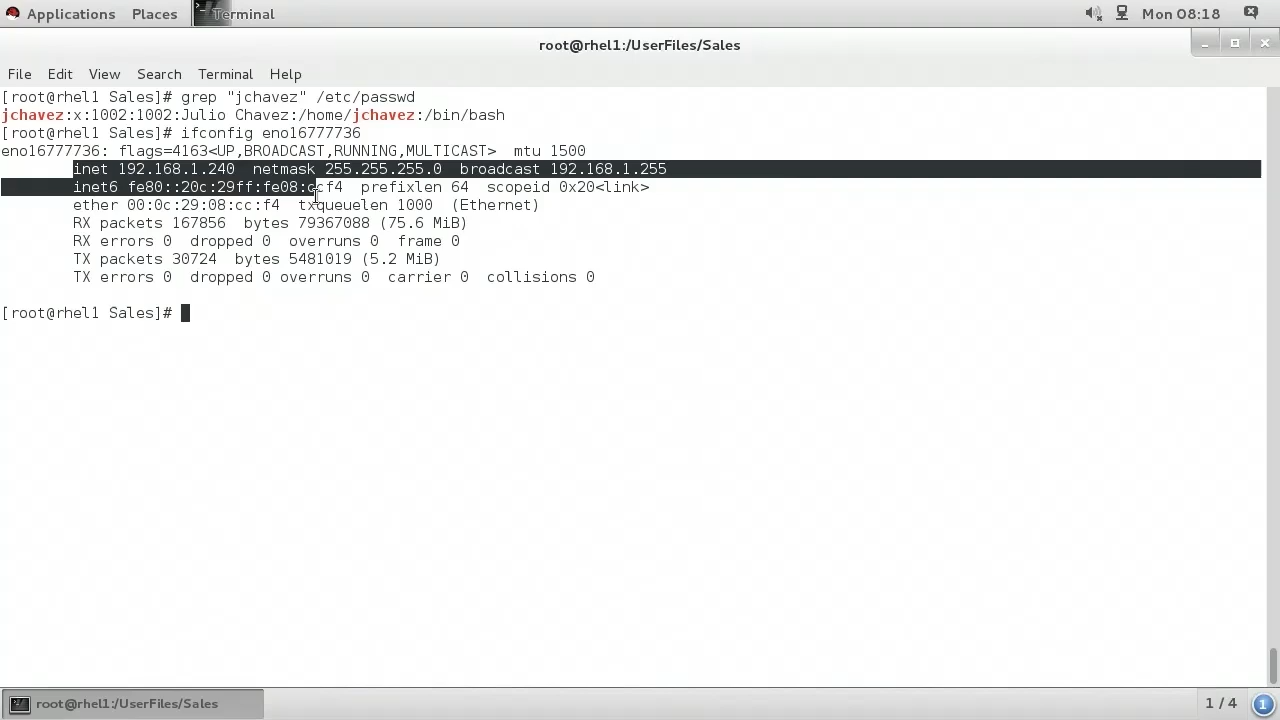 Applications Places Terminal Mon 08:18
root@rhel1:/UserFiles/Sales
File Edit View Search Terminal Help
[root@rhel1 Sales]# grep "jchavez" /etc/passwd
jchavez:x:1002:1002:Julio Chavez:/home/jchavez:/bin/bash
[root@rhel1 Sales]# ifconfig eno16777736
eno16777736: flags=4163<UP,BROADCAST,RUNNING,MULTICAST>  mtu 1500
inet 192.168.1.240  netmask 255.255.255.0  broadcast 192.168.1.255
inet6 fe80::20c:29ff:fe08:ccf4  prefixlen 64  scopeid 0x20<link>
ether 00:0c:29:08:cc:f4  txqueuelen 1000  (Ethernet)
RX packets 167856  bytes 79367088 (75.6 MiB)
RX errors 0  dropped 0  overruns 0  frame 0
TX packets 30724  bytes 5481019 (5.2 MiB)
TX errors 0  dropped 0 overruns 0  carrier 0  collisions 0
[root@rhel1 Sales]#
root@rhel1:/UserFiles/Sales 1 / 4 1